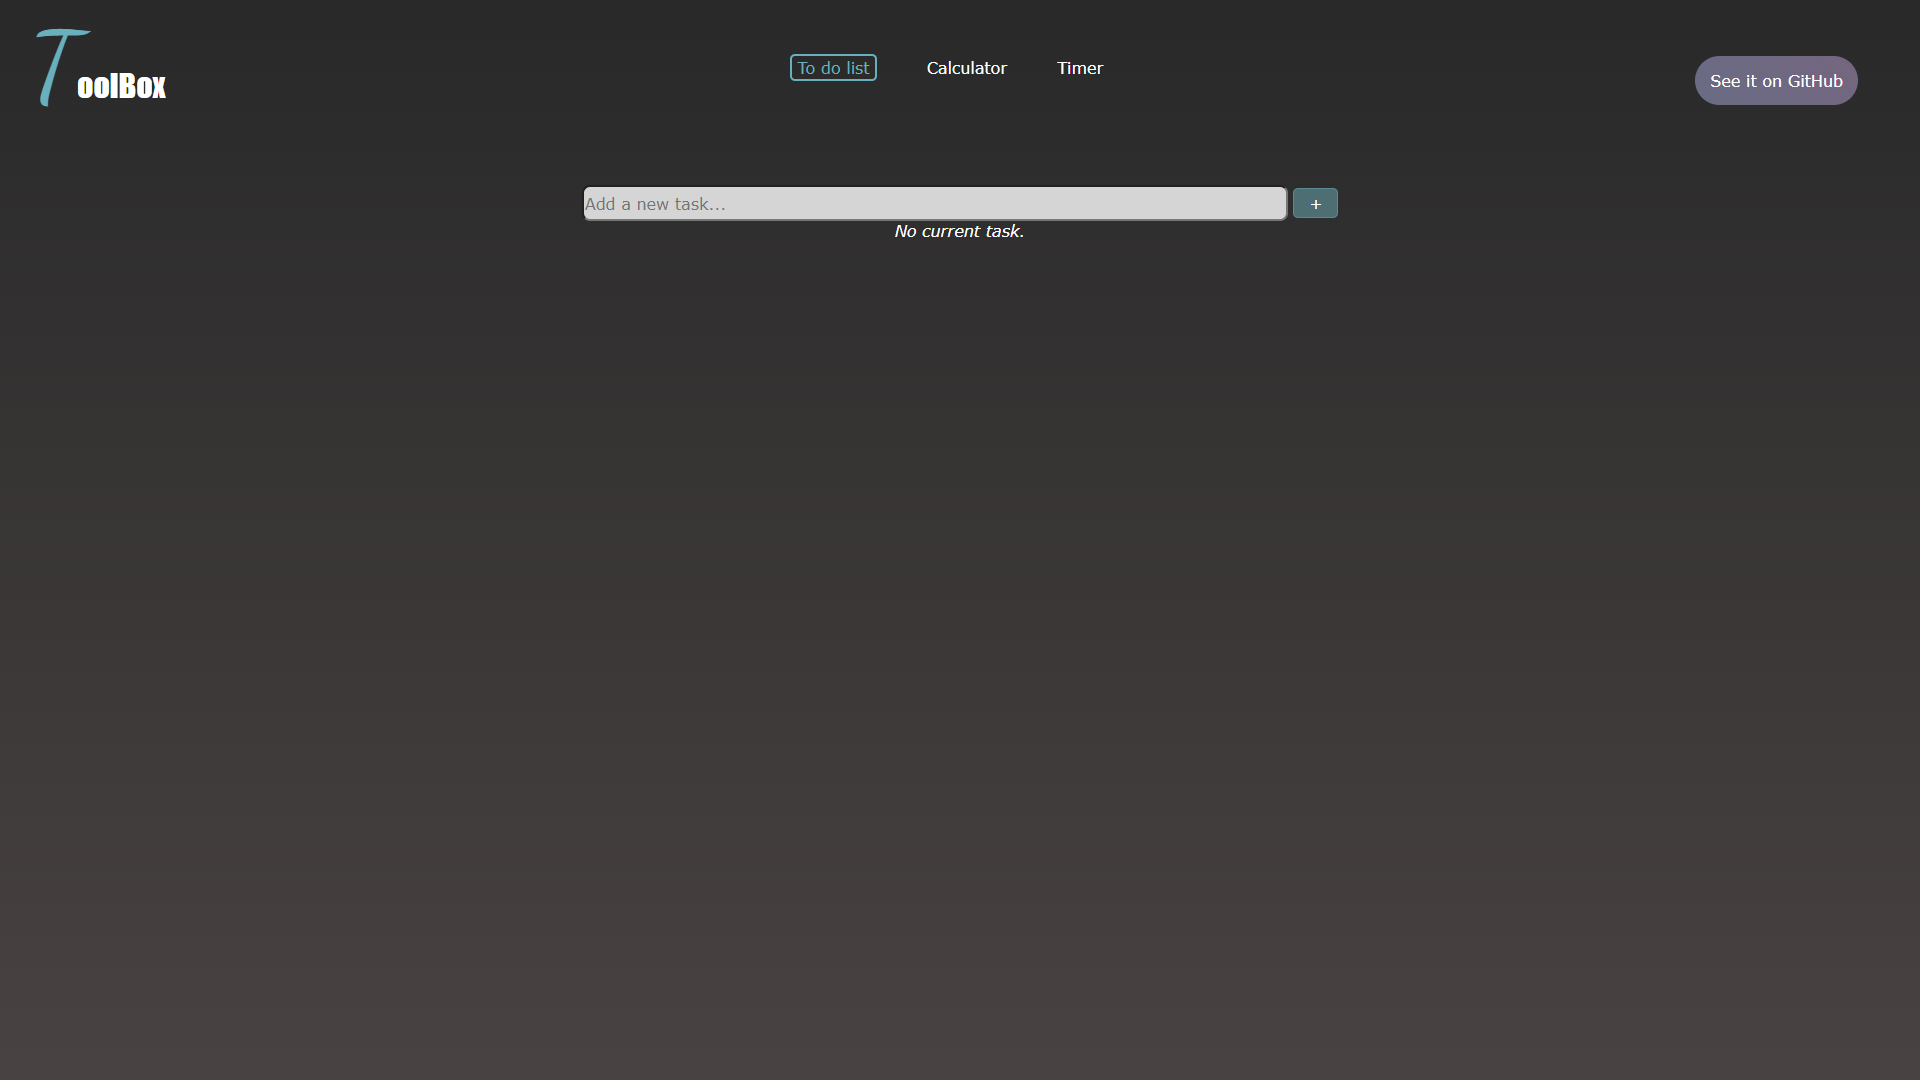 ToolBox
To do list
Calculator
Timer
See it on GitHub
Add a new task...
+
No current task.